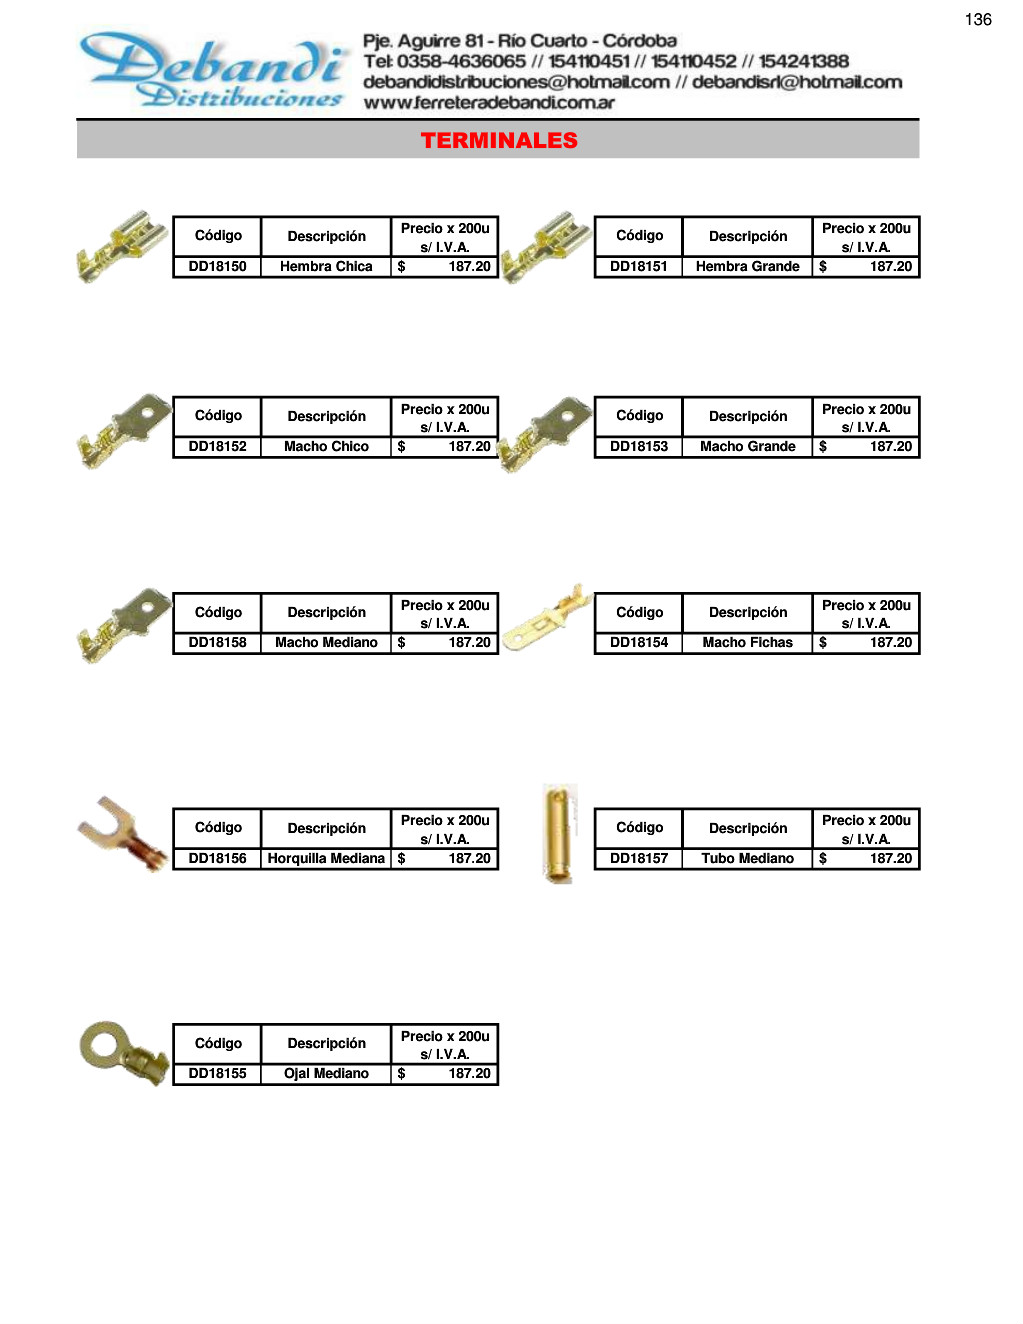 136
Debandi
Distribuciones
Pje. Aguirre 81 - Río Cuarto - Córdoba
Tel: 0358-4636065 // 154110451 // 154110452 // 154241388
debandidistribuciones@hotmail.com // debandisrl@hotmail.com
www.ferreteradebandi.com.ar
TERMINALES
Código Descripción Precio x 200u s/ I.V.A.
DD18150 Hembra Chica $ 187.20
Código Descripción Precio x 200u s/ I.V.A.
DD18151 Hembra Grande $ 187.20
Código Descripción Precio x 200u s/ I.V.A.
DD18152 Macho Chico $ 187.20
Código Descripción Precio x 200u s/ I.V.A.
DD18153 Macho Grande $ 187.20
Código Descripción Precio x 200u s/ I.V.A.
DD18158 Macho Mediano $ 187.20
Código Descripción Precio x 200u s/ I.V.A.
DD18154 Macho Fichas $ 187.20
Código Descripción Precio x 200u s/ I.V.A.
DD18156 Horquilla Mediana $ 187.20
Código Descripción Precio x 200u s/ I.V.A.
DD18157 Tubo Mediano $ 187.20
Código Descripción Precio x 200u s/ I.V.A.
DD18155 Ojal Mediano $ 187.20